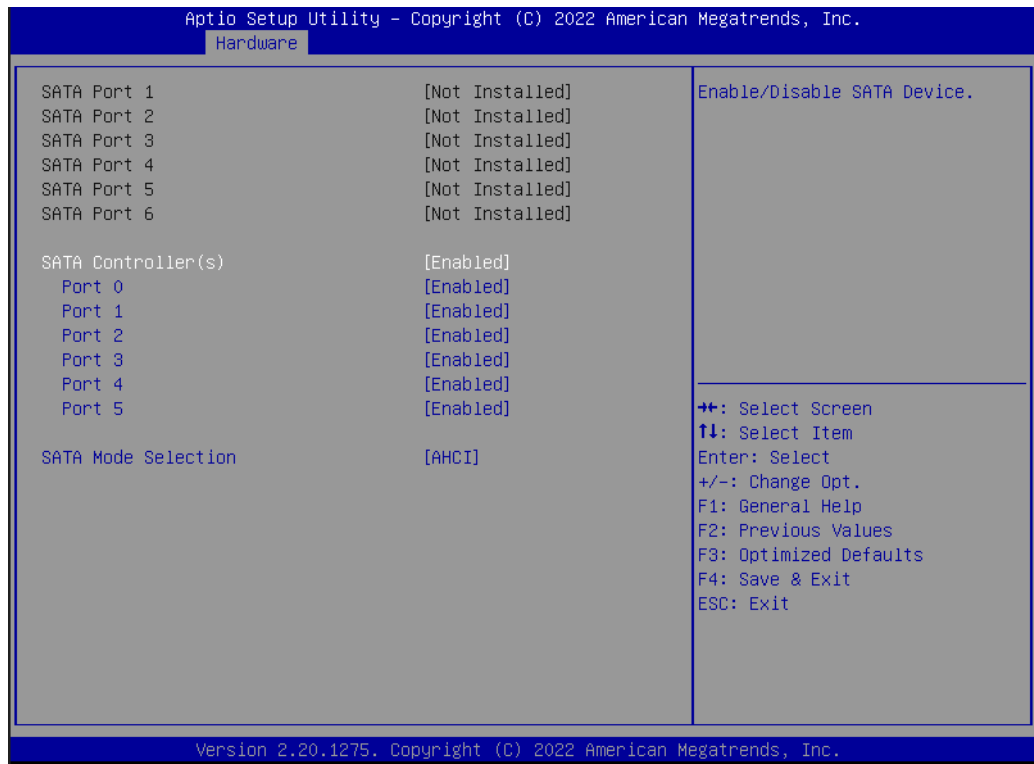 Aptio Setup Utility – Copyright (C) 2022 American Megatrends, Inc.
Hardware
SATA Port 1 [Not Installed]
SATA Port 2 [Not Installed]
SATA Port 3 [Not Installed]
SATA Port 4 [Not Installed]
SATA Port 5 [Not Installed]
SATA Port 6 [Not Installed]
SATA Controller(s) [Enabled]
Port 0 [Enabled]
Port 1 [Enabled]
Port 2 [Enabled]
Port 3 [Enabled]
Port 4 [Enabled]
Port 5 [Enabled]
SATA Mode Selection [AHCI]
Enable/Disable SATA Device.
→←: Select Screen
↑↓: Select Item
Enter: Select
+/-: Change Opt.
F1: General Help
F2: Previous Values
F3: Optimized Defaults
F4: Save & Exit
ESC: Exit
Version 2.20.1275. Copyright (C) 2022 American Megatrends, Inc.